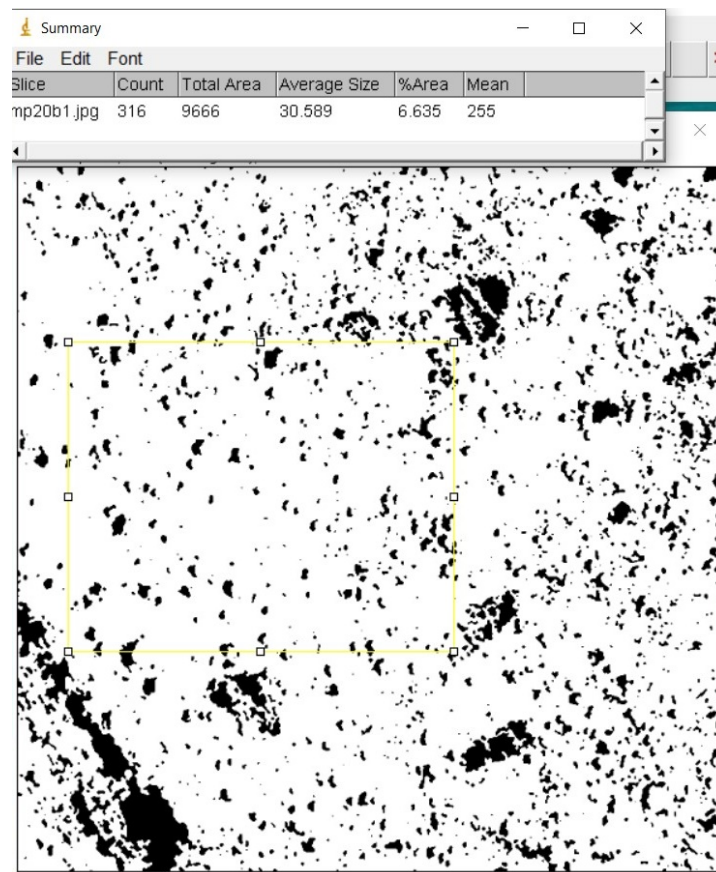 Summary
File Edit Font
Slice Count Total Area Average Size %Area Mean
mp20b1.jpg 316 9666 30.589 6.635 255